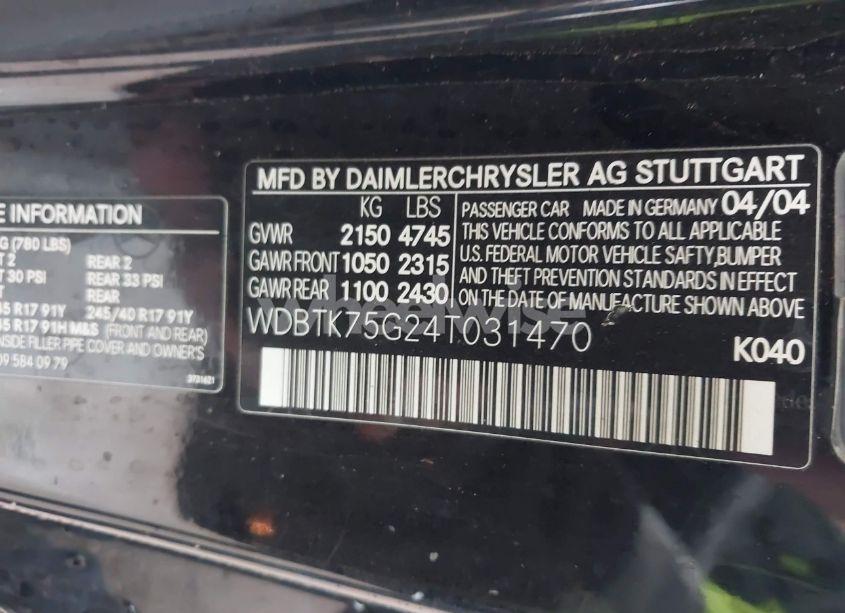 E INFORMATION
G (780 LBS)
T 2 REAR 2
T 30 PSI REAR 33 PSI
T REAR
45 R17 91Y 245/40 R17 91Y
R17 91H M&S (FRONT AND REAR)
NSIDE FILLER PIPE COVER AND OWNER'S
09 584 09 79
MFD BY DAIMLERCHRYSLER AG STUTTGART
KG LBS
GVWR 2150 4745
GAWR FRONT 1050 2315
GAWR REAR 1100 2430
PASSENGER CAR MADE IN GERMANY 04/04
THIS VEHICLE CONFORMS TO ALL APPLICABLE
U.S. FEDERAL MOTOR VEHICLE SAFTY,BUMPER
AND THEFT PREVENTION STANDARDS IN EFFECT
ON THE DATE OF MANUFACTURE SHOWN ABOVE
WDBTK75G24T031470
K040
wheelwise